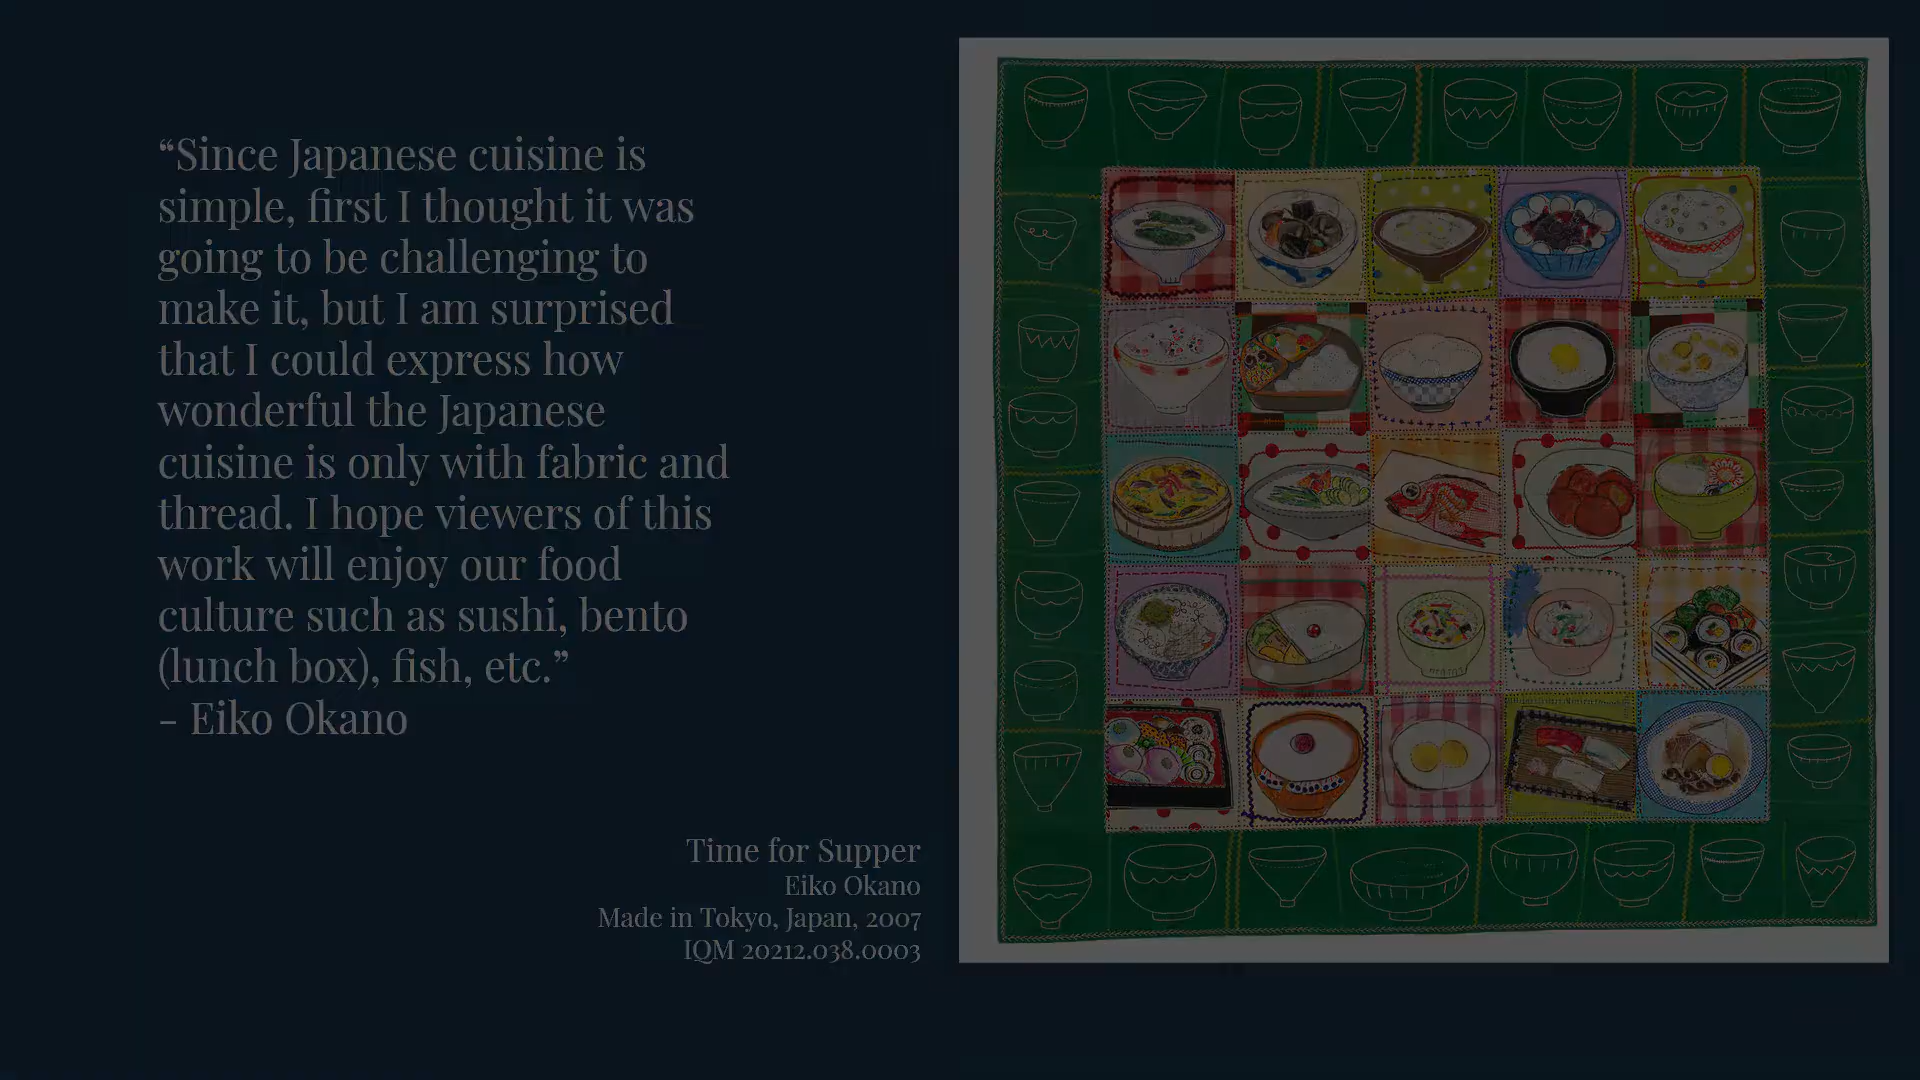 “Since Japanese cuisine is
simple, first I thought it was
going to be challenging to
make it, but I am surprised
that I could express how
wonderful the Japanese
cuisine is only with fabric and
thread. I hope viewers of this
work will enjoy our food
culture such as sushi, bento
(lunch box), fish, etc.”
- Eiko Okano
Time for Supper
Eiko Okano
Made in Tokyo, Japan, 2007
IQM 20212.038.0003